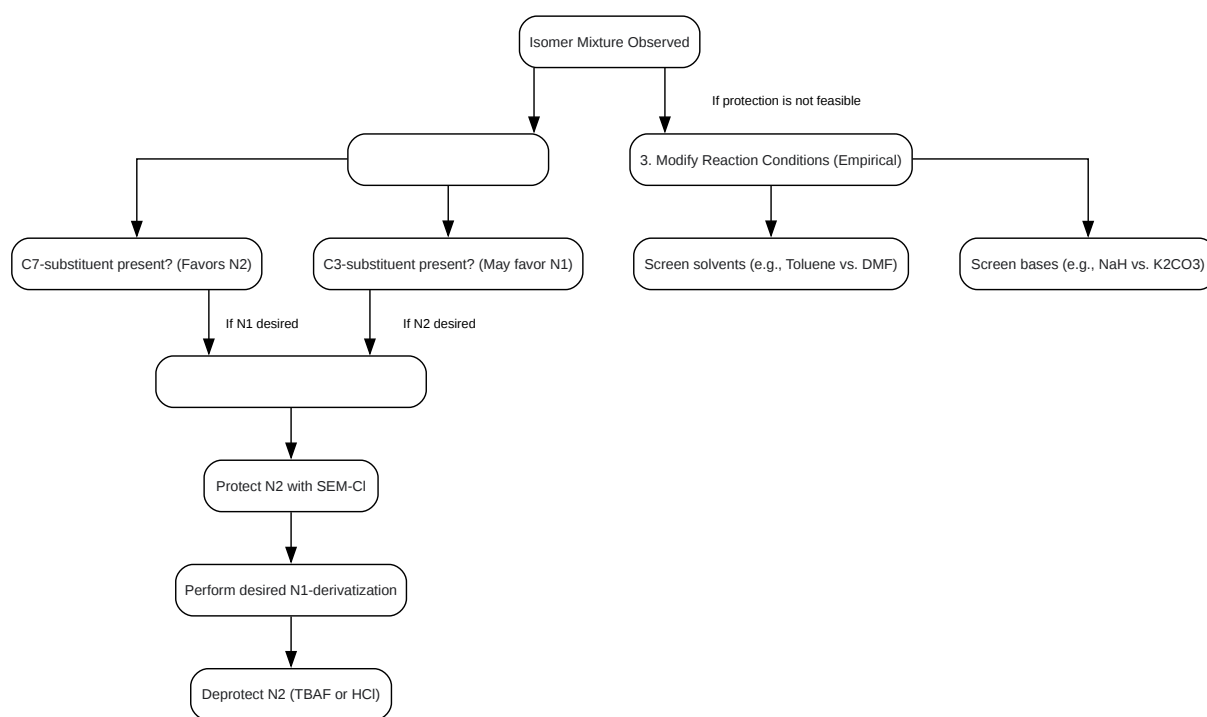 Isomer Mixture Observed
If protection is not feasible
3. Modify Reaction Conditions (Empirical)
C7-substituent present? (Favors N2)
C3-substituent present? (May favor N1)
Screen solvents (e.g., Toluene vs. DMF)
Screen bases (e.g., NaH vs. K2CO3)
If N1 desired
If N2 desired
Protect N2 with SEM-Cl
Perform desired N1-derivatization
Deprotect N2 (TBAF or HCl)